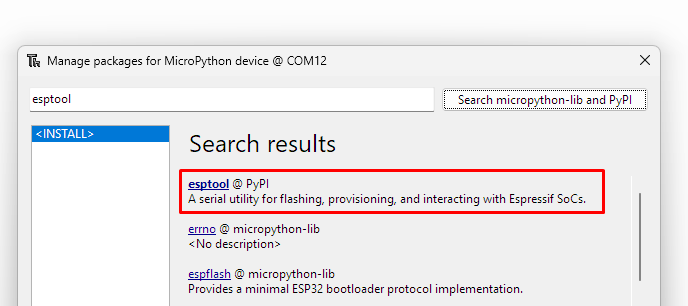 Manage packages for MicroPython device @ COM12
esptool
Search micropython-lib and PyPI
<INSTALL>
Search results
esptool @ PyPI
A serial utility for flashing, provisioning, and interacting with Espressif SoCs.
errno @ micropython-lib
<No description>
espflash @ micropython-lib
Provides a minimal ESP32 bootloader protocol implementation.